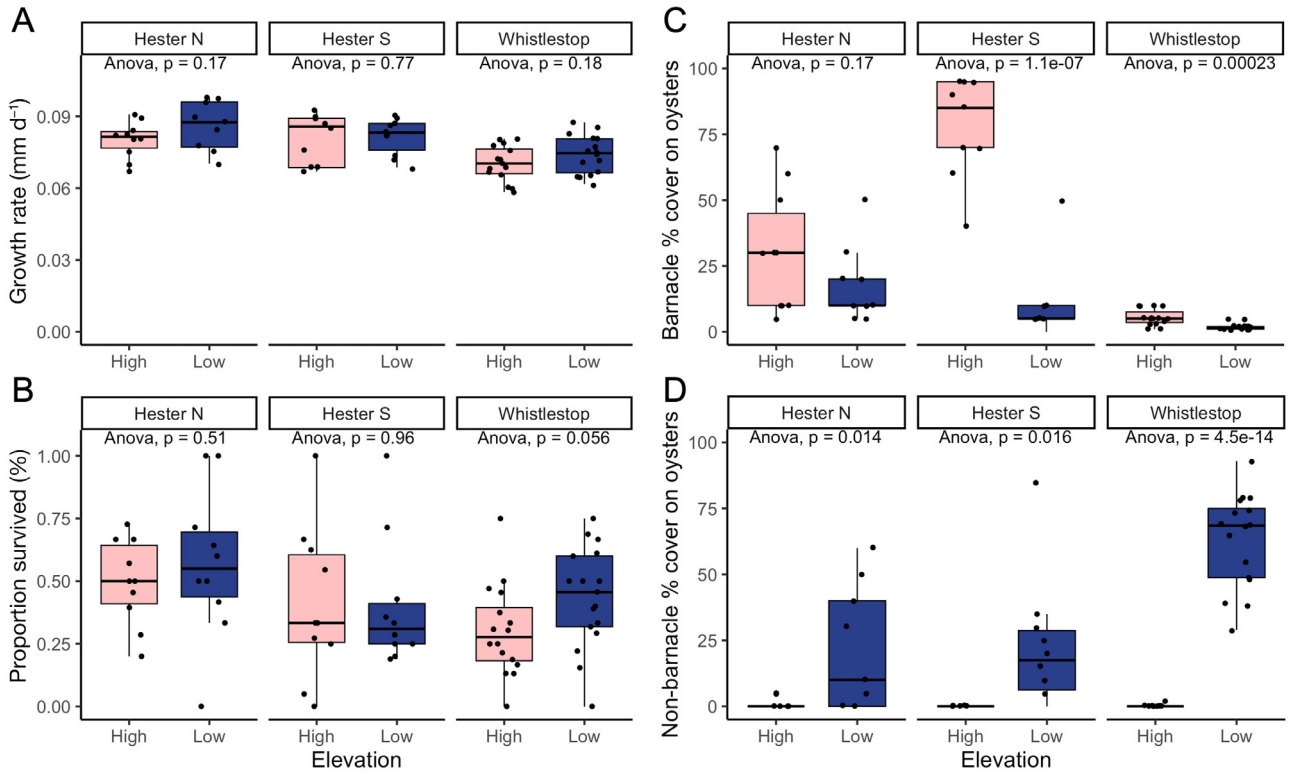 A
Hester N Hester S Whistlestop
Anova, p = 0.17 Anova, p = 0.77 Anova, p = 0.18
Growth rate (mm d⁻¹)
0.09
0.06
0.03
0.00
High Low High Low High Low
B
Hester N Hester S Whistlestop
Anova, p = 0.51 Anova, p = 0.96 Anova, p = 0.056
Proportion survived (%)
1.00
0.75
0.50
0.25
0.00
High Low High Low High Low
Elevation
C
Hester N Hester S Whistlestop
Anova, p = 0.17 Anova, p = 1.1e-07 Anova, p = 0.00023
Barnacle % cover on oysters
100
75
50
25
0
High Low High Low High Low
D
Hester N Hester S Whistlestop
Anova, p = 0.014 Anova, p = 0.016 Anova, p = 4.5e-14
Non-barnacle % cover on oysters
100
75
50
25
0
High Low High Low High Low
Elevation